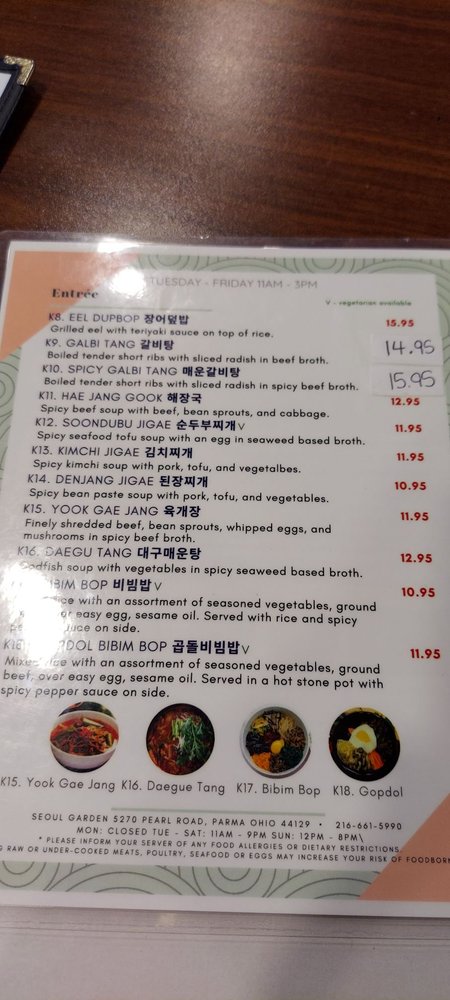 TUESDAY - FRIDAY 11AM - 3PM
Entrée
V - vegetarian available
K8. EEL DUPBOP 장어덮밥 15.95
Grilled eel with teriyaki sauce on top of rice.
K9. GALBI TANG 갈비탕 14.95
Boiled tender short ribs with sliced radish in beef broth.
K10. SPICY GALBI TANG 매운갈비탕 15.95
Boiled tender short ribs with sliced radish in spicy beef broth.
K11. HAE JANG GOOK 해장국 12.95
Spicy beef soup with beef, bean sprouts, and cabbage.
K12. SOONDUBU JIGAE 순두부찌개V 11.95
Spicy seafood tofu soup with an egg in seaweed based broth.
K13. KIMCHI JIGAE 김치찌개 11.95
Spicy kimchi soup with pork, tofu, and vegetalbes.
K14. DENJANG JIGAE 된장찌개 10.95
Spicy bean paste soup with pork, tofu, and vegetables.
K15. YOOK GAE JANG 육개장 11.95
Finely shredded beef, bean sprouts, whipped eggs, and
mushrooms in spicy beef broth.
K16. DAEGU TANG 대구매운탕 12.95
Codfish soup with vegetables in spicy seaweed based broth.
BIBIM BOP 비빔밥V 10.95
with an assortment of seasoned vegetables, ground
over easy egg, sesame oil. Served with rice and spicy
sauce on side.
BIBIM BOP 곱돌비빔밥V 11.95
Mixed rice with an assortment of seasoned vegetables, ground
beef, over easy egg, sesame oil. Served in a hot stone pot with
spicy pepper sauce on side.
K15. Yook Gae Jang K16. Daegue Tang K17. Bibim Bop K18. Gopdol
SEOUL GARDEN 5270 PEARL ROAD, PARMA OHIO 44129 • 216-661-5990
MON: CLOSED TUE - SAT: 11AM - 9PM SUN: 12PM - 8PM\
* PLEASE INFORM YOUR SERVER OF ANY FOOD ALLERGIES OR DIETARY RESTRICTIONS.
RAW OR UNDER-COOKED MEATS, POULTRY, SEAFOOD OR EGGS MAY INCREASE YOUR RISK OF